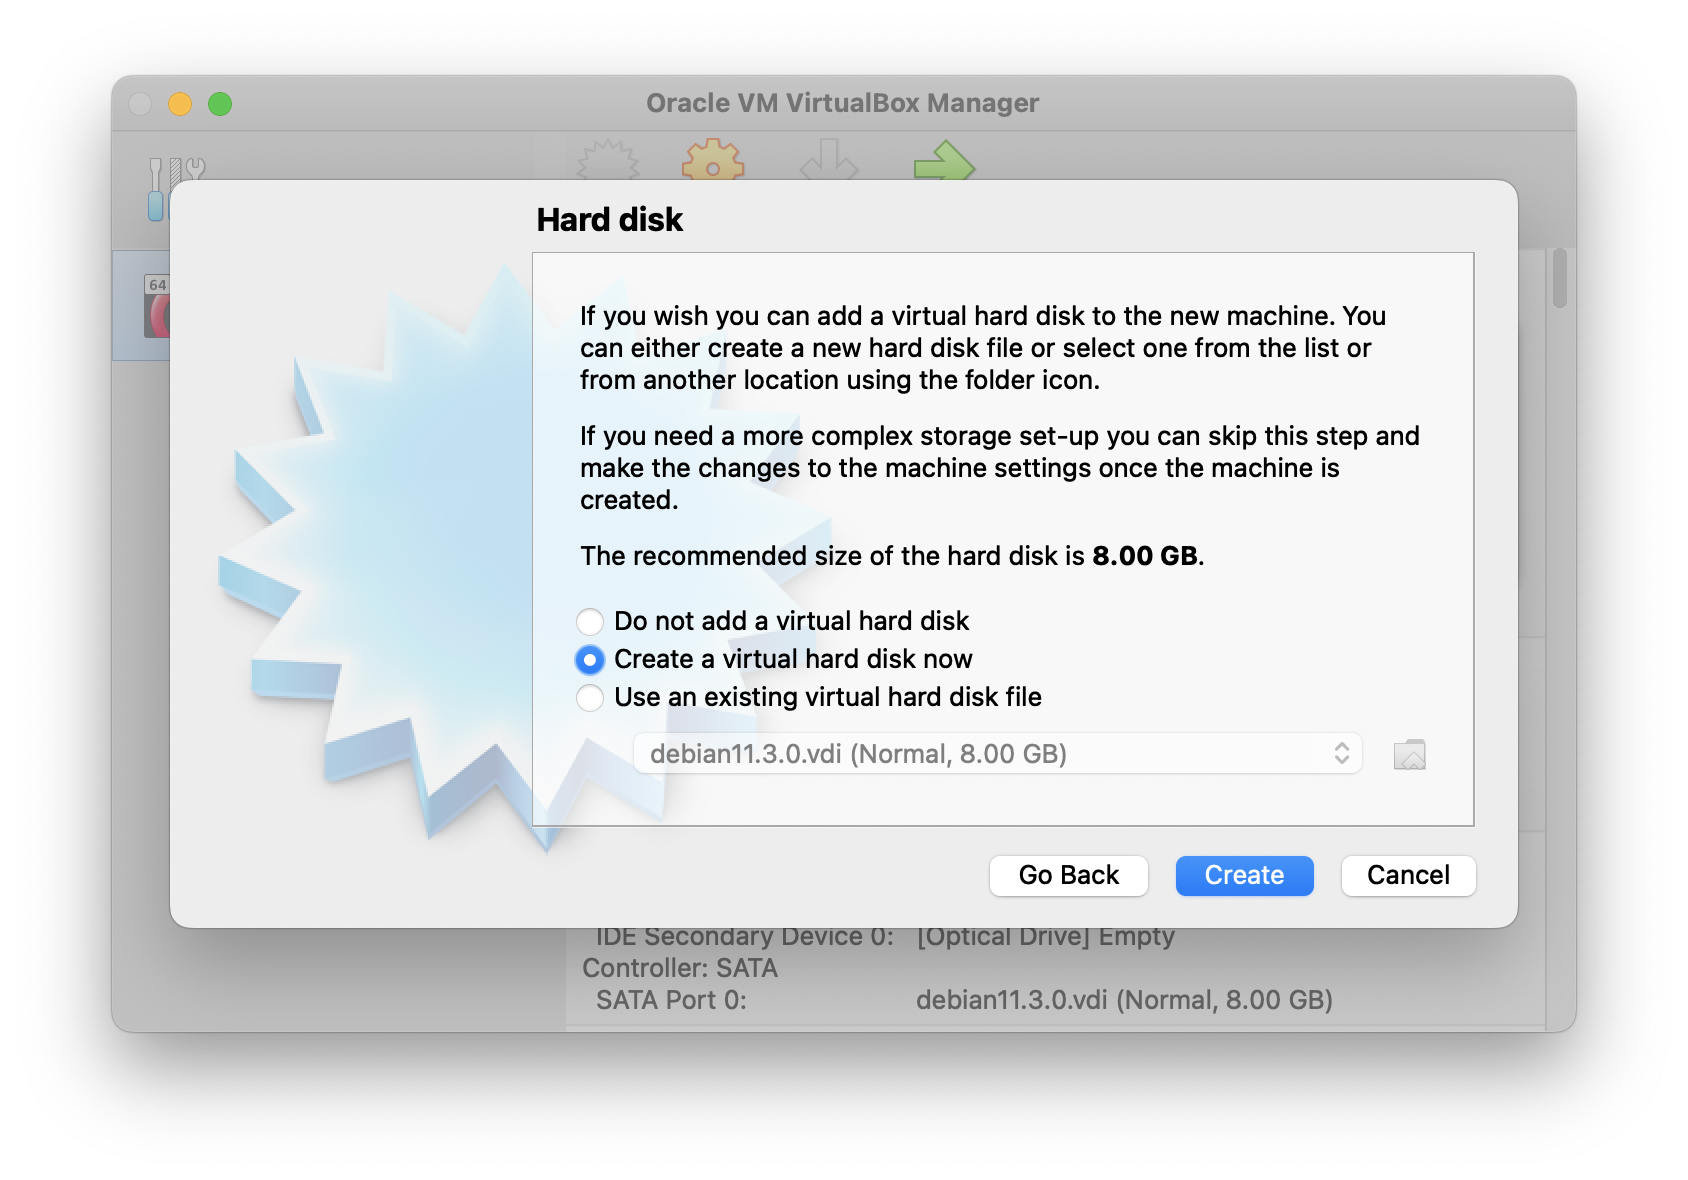 Oracle VM VirtualBox Manager
64
Hard disk
If you wish you can add a virtual hard disk to the new machine. You
can either create a new hard disk file or select one from the list or
from another location using the folder icon.
If you need a more complex storage set-up you can skip this step and
make the changes to the machine settings once the machine is
created.
The recommended size of the hard disk is 8.00 GB.
Do not add a virtual hard disk
Create a virtual hard disk now
Use an existing virtual hard disk file
debian11.3.0.vdi (Normal, 8.00 GB)
Go Back Create Cancel
IDE Secondary Device 0: [Optical Drive] Empty
Controller: SATA
SATA Port 0: debian11.3.0.vdi (Normal, 8.00 GB)